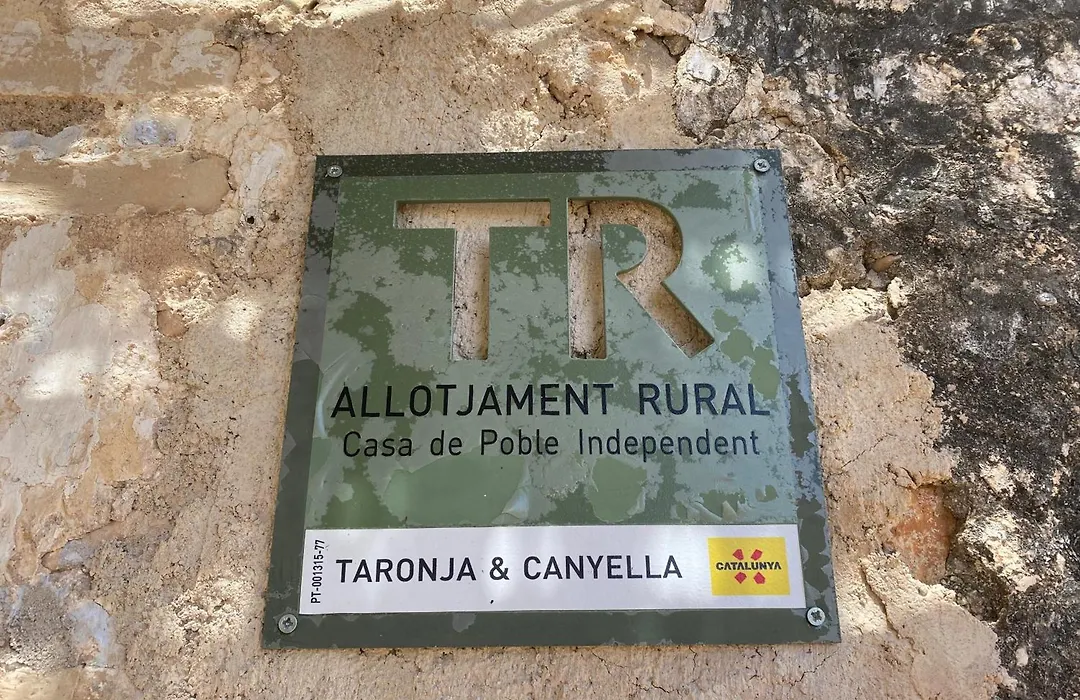 TR
ALLOTJAMENT RURAL
Casa de Poble Independent
PT-001315-77
TARONJA & CANYELLA
CATALUNYA